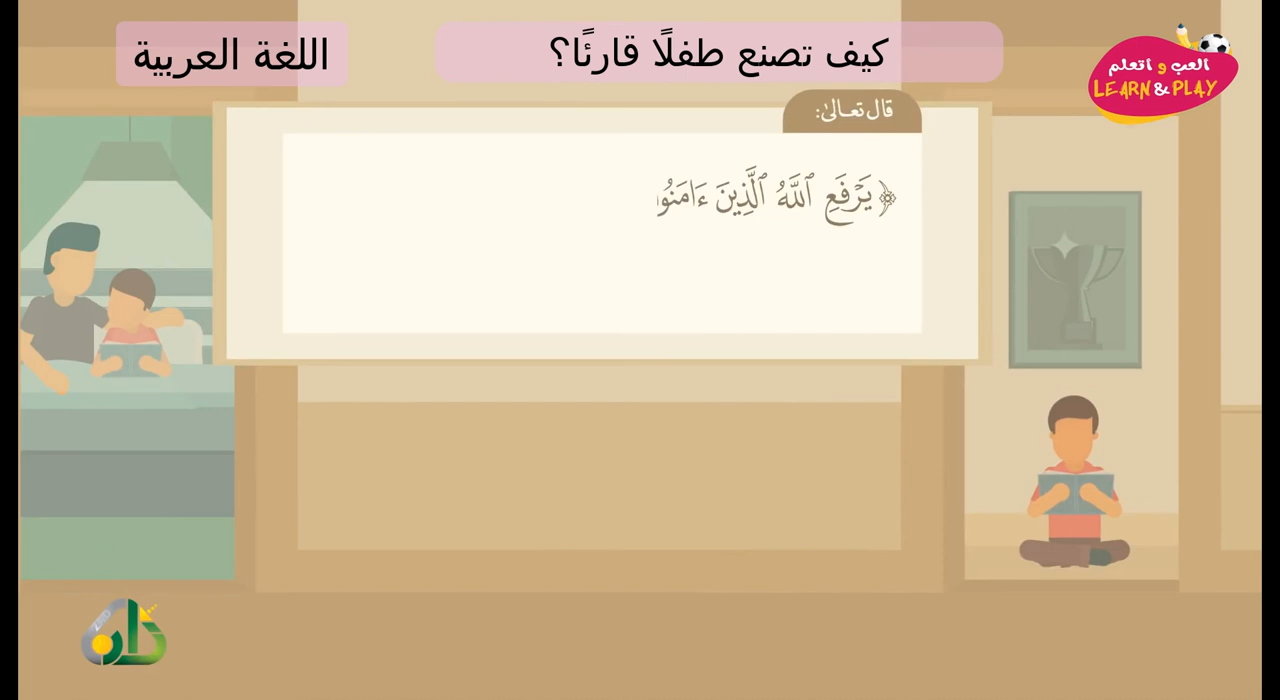 كيف تصنع طفلًا قارئًا؟
اللغة العربية
العب و اتعلم
LEARN & PLAY
قال تعالىٰ:
﴿يَرۡفَعِ ٱللَّهُ ٱلَّذِينَ ءَامَنُوا